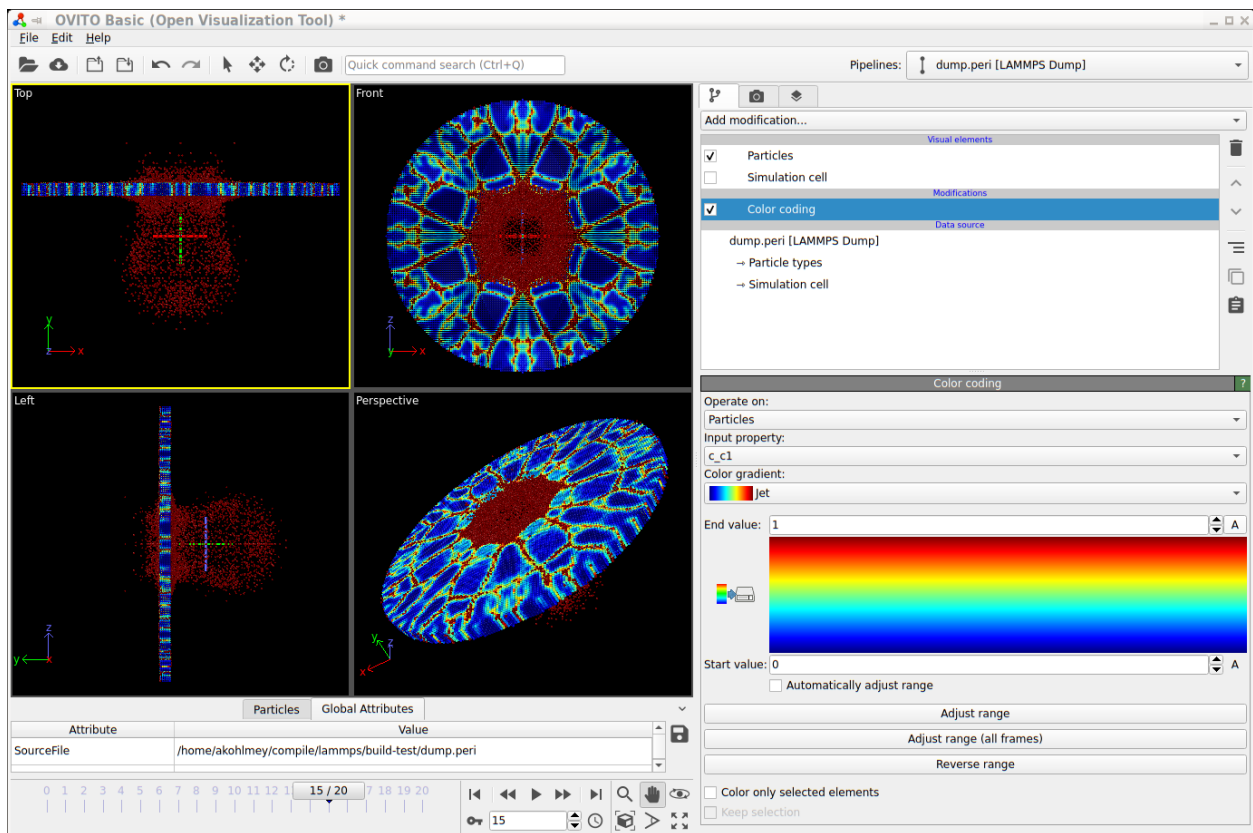 OVITO Basic (Open Visualization Tool) *
File Edit Help
Quick command search (Ctrl+Q)
Pipelines:
dump.peri [LAMMPS Dump]
Top
y
z
x
Front
z
y
x
Left
z
y
x
Perspective
y
z
x
Add modification...
Visual elements
Particles
Simulation cell
Modifications
Color coding
Data source
dump.peri [LAMMPS Dump]
→ Particle types
→ Simulation cell
Color coding
?
Operate on:
Particles
Input property:
c_c1
Color gradient:
Jet
End value: 1 A
Start value: 0 A
Automatically adjust range
Adjust range
Adjust range (all frames)
Reverse range
Color only selected elements
Keep selection
Particles Global Attributes
Attribute Value
SourceFile /home/akohlmey/compile/lammps/build-test/dump.peri
0 1 2 3 4 5 6 7 8 9 10 11 12 15 / 20 17 18 19 20
15